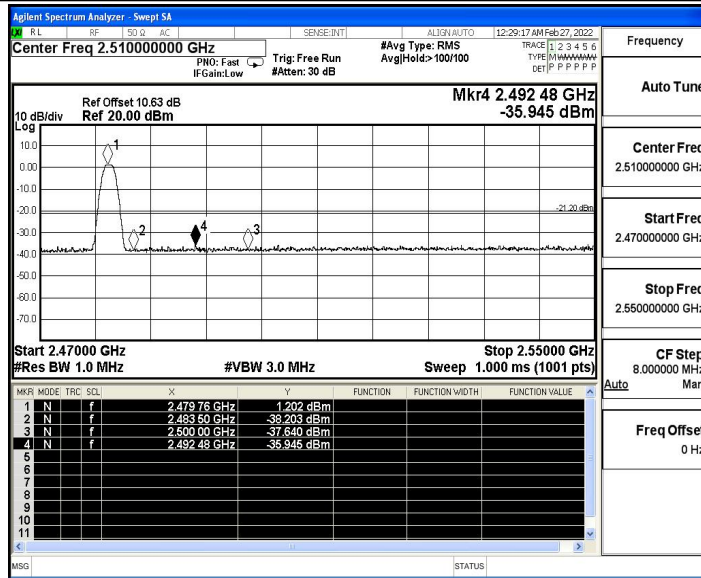 Agilent Spectrum Analyzer - Swept SA
LXI RL RF 50 Ω AC SENSE:INT ALIGNAUTO 12:29:17 AM Feb 27, 2022
Center Freq 2.510000000 GHz
PNO: Fast
IFGain:Low
Trig: Free Run
#Atten: 30 dB
#Avg Type: RMS
Avg|Hold:>100/100
TRACE 1 2 3 4 5 6
TYPE M W W W W W
DET P P P P P P
Mkr4 2.492 48 GHz
-35.945 dBm
Ref Offset 10.63 dB
10 dB/div Ref 20.00 dBm
Log
10.0
0.00
-10.0
-20.0
-30.0
-40.0
-50.0
-60.0
-70.0
1
2
4
3
-21.20 dBm
Start 2.47000 GHz Stop 2.55000 GHz
#Res BW 1.0 MHz #VBW 3.0 MHz Sweep 1.000 ms (1001 pts)
MKR MODE TRC SCL X Y FUNCTION FUNCTION WIDTH FUNCTION VALUE
1 N f 2.479 76 GHz 1.202 dBm
2 N f 2.483 50 GHz -38.203 dBm
3 N f 2.500 00 GHz -37.640 dBm
4 N f 2.492 48 GHz -35.945 dBm
5
6
7
8
9
10
11
MSG STATUS
Frequency
Auto Tune
Center Freq
2.510000000 GHz
Start Freq
2.470000000 GHz
Stop Freq
2.550000000 GHz
CF Step
8.000000 MHz
Auto Man
Freq Offset
0 Hz